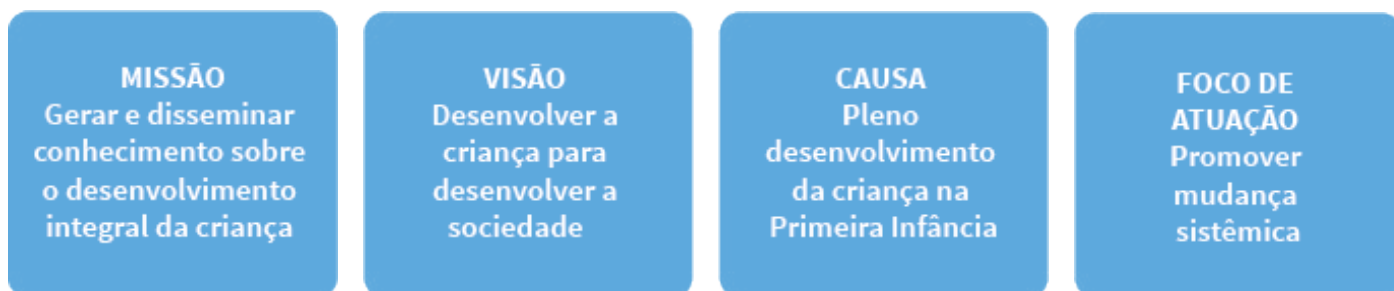 MISSÃO
Gerar e disseminar
conhecimento sobre
o desenvolvimento
integral da criança
VISÃO
Desenvolver a
criança para
desenvolver a
sociedade
CAUSA
Pleno
desenvolvimento
da criança na
Primeira Infância
FOCO DE
ATUAÇÃO
Promover
mudança
sistêmica